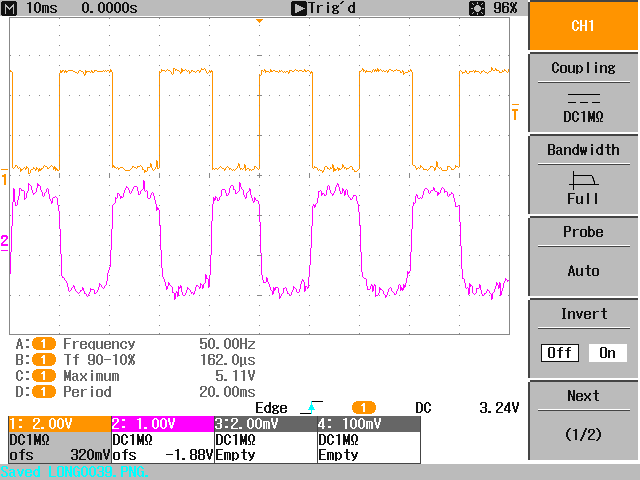 M 10ms 0.0000s Trig'd 96%
CH1
Coupling
DC1MΩ
Bandwidth
Full
Probe
Auto
Invert
Off On
Next
(1/2)
T
1
2
A: 1 Frequency 50.00Hz
B: 1 Tf 90-10% 162.0µs
C: 1 Maximum 5.11V
D: 1 Period 20.00ms
Edge 1 DC 3.24V
1: 2.00V 2: 1.00V 3:2.00mV 4: 100mV
DC1MΩ DC1MΩ DC1MΩ DC1MΩ
ofs 320mV ofs -1.88V Empty Empty
Saved LONG0038.PNG.